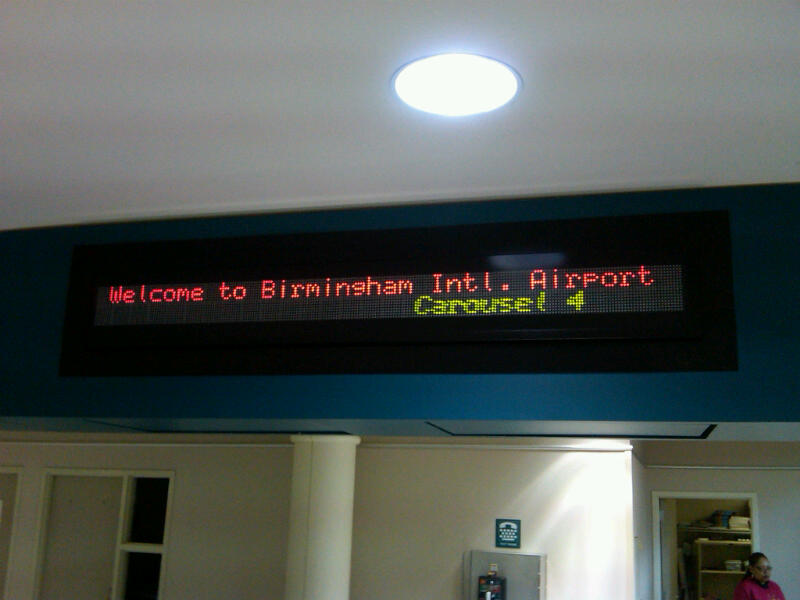 Welcome to Birmingham Intl. Airport
Carousel 4